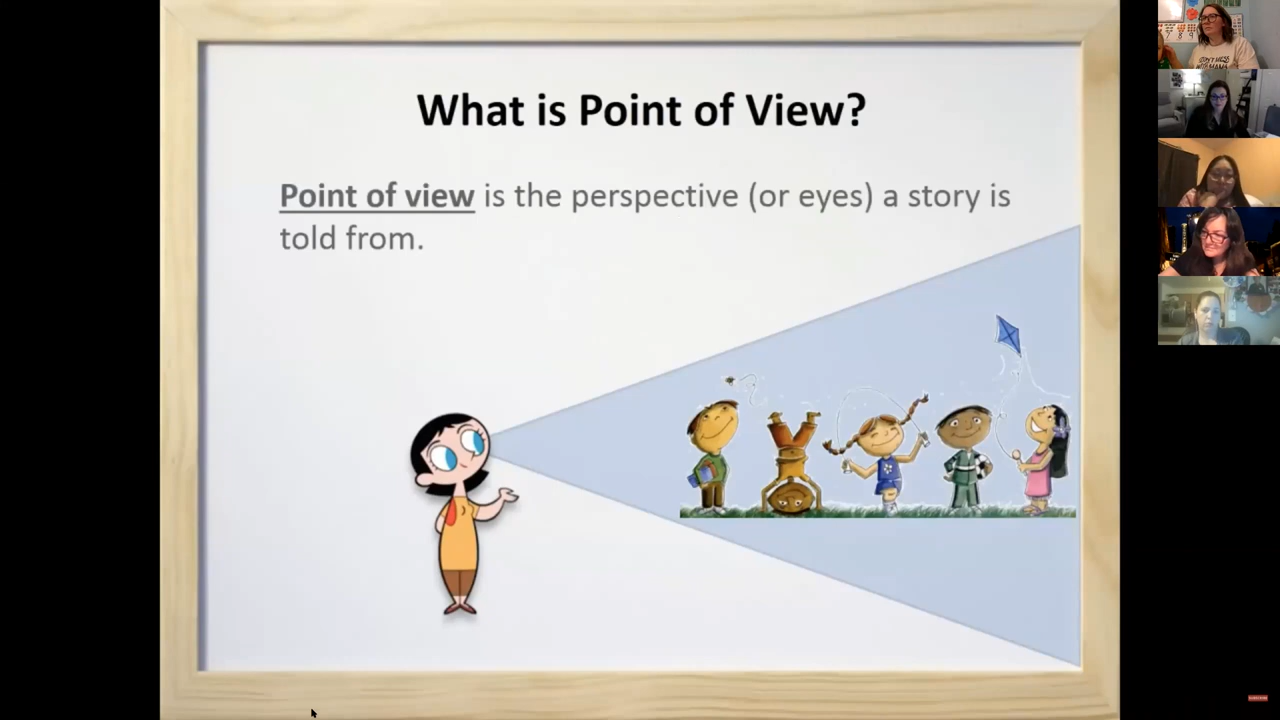 What is Point of View?
Point of view is the perspective (or eyes) a story is
told from.